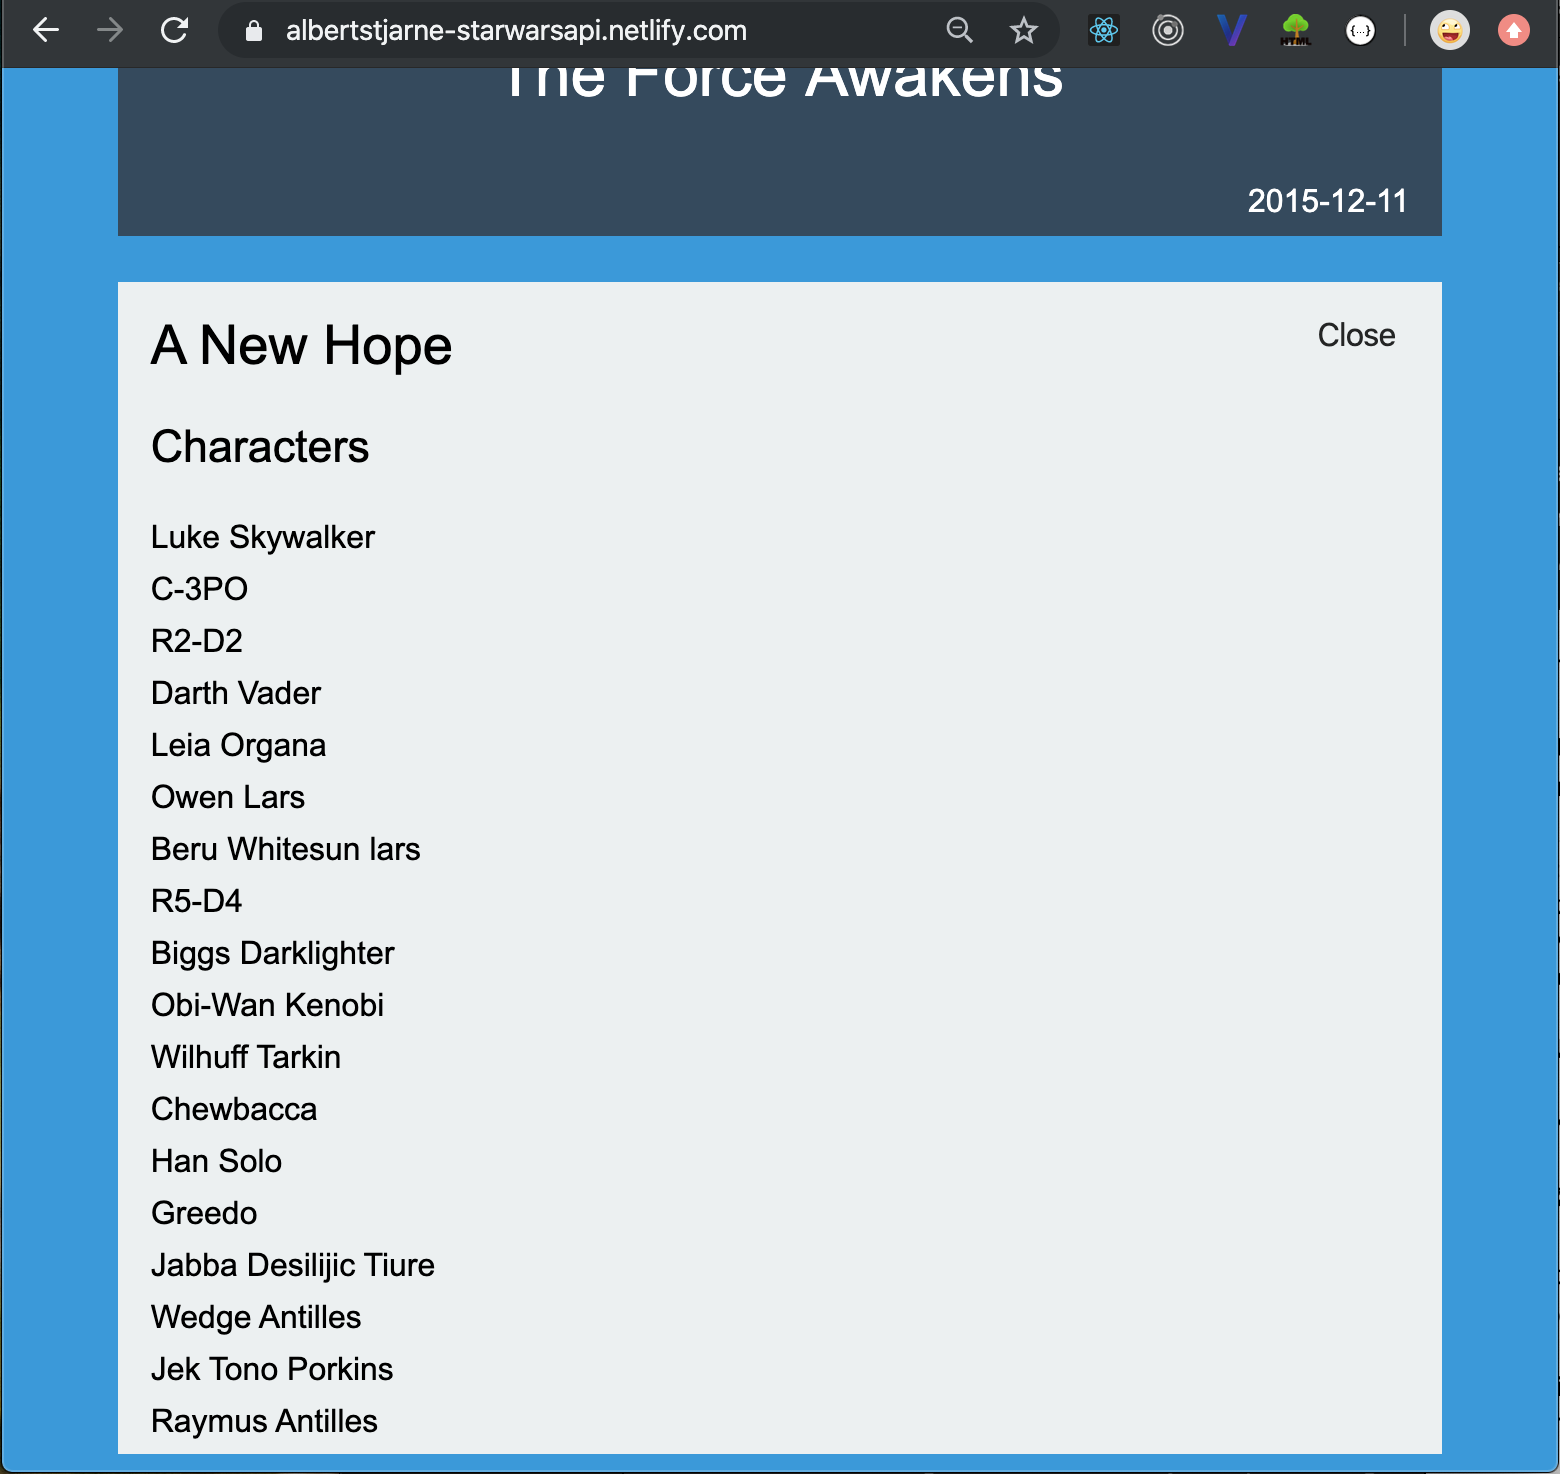 albertstjarne-starwarsapi.netlify.com
The Force Awakens
2015-12-11
A New Hope
Close
Characters
Luke Skywalker
C-3PO
R2-D2
Darth Vader
Leia Organa
Owen Lars
Beru Whitesun lars
R5-D4
Biggs Darklighter
Obi-Wan Kenobi
Wilhuff Tarkin
Chewbacca
Han Solo
Greedo
Jabba Desilijic Tiure
Wedge Antilles
Jek Tono Porkins
Raymus Antilles
V
HTML
{...}